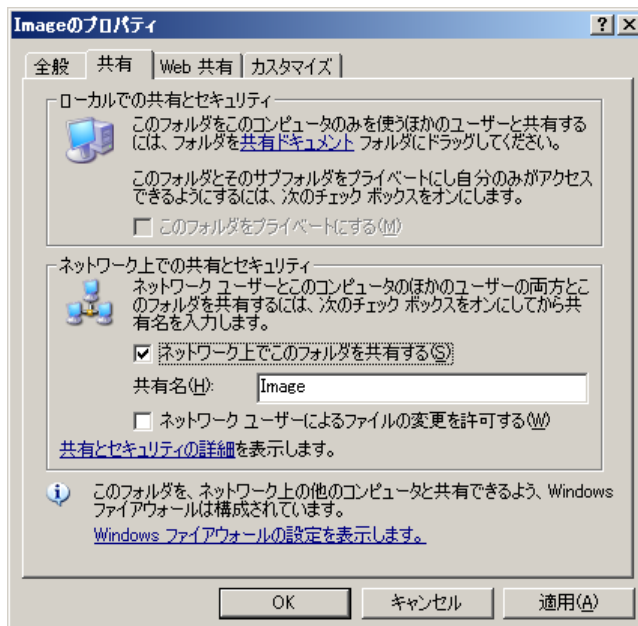 Imageのプロパティ
全般 共有 Web 共有 カスタマイズ
ローカルでの共有とセキュリティ
このフォルダをこのコンピュータのみを使うほかのユーザーと共有する
には、フォルダを共有ドキュメント フォルダにドラッグしてください。
このフォルダとそのサブフォルダをプライベートにし自分のみがアクセス
できるようにするには、次のチェック ボックスをオンにします。
このフォルダをプライベートにする(M)
ネットワーク上での共有とセキュリティ
ネットワーク ユーザーとこのコンピュータのほかのユーザーの両方とこ
のフォルダを共有するには、次のチェック ボックスをオンにしてから共
有名を入力します。
ネットワーク上でこのフォルダを共有する(S)
共有名(H): Image
ネットワーク ユーザーによるファイルの変更を許可する(W)
共有とセキュリティの詳細を表示します。
このフォルダを、ネットワーク上の他のコンピュータと共有できるよう、Windows
ファイアウォールは構成されています。
Windows ファイアウォールの設定を表示します。
OK キャンセル 適用(A)